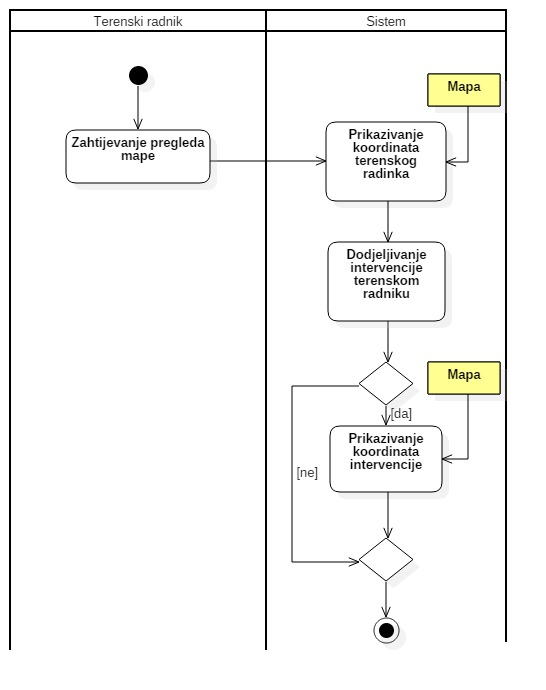 Terenski radnik
Sistem
Mapa
Zahtijevanje pregleda
mape
Prikazivanje
koordinata
terenskog
radinka
Dodjeljivanje
intervencije
terenskom
radniku
Mapa
[da]
Prikazivanje
koordinata
intervencije
[ne]